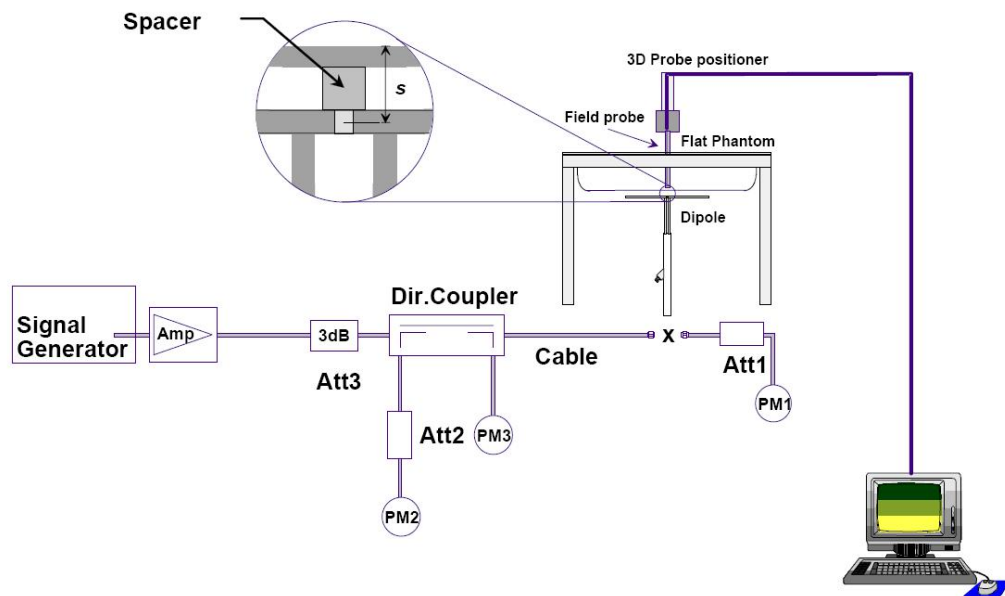 Spacer
s
3D Probe positioner
Field probe
Flat Phantom
Dipole
Signal
Generator
Amp
3dB
Att3
Dir.Coupler
Cable
x
Att1
PM1
Att2
PM3
PM2